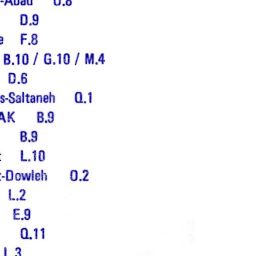 -Abad O.8
D.9
e F.8
B.10 / G.10 / M.4
D.6
s-Saltaneh Q.1
AK B.9
B.9
L.10
t-Dowleh O.2
L.2
E.9
Q.11
L.3